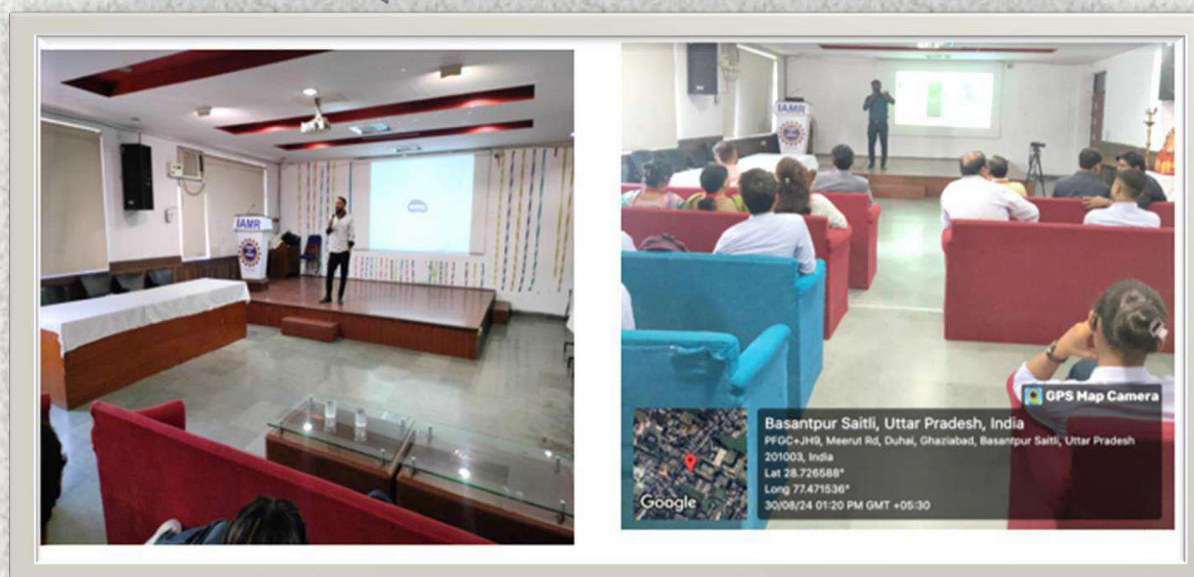 IAMR
IAMR
GPS Map Camera
Basantpur Saitli, Uttar Pradesh, India
PFGC+JH9, Meerut Rd, Duhai, Ghaziabad, Basantpur Saitli, Uttar Pradesh
201003, India
Lat 28.726588°
Long 77.471536°
30/08/24 01:20 PM GMT +05:30
Google